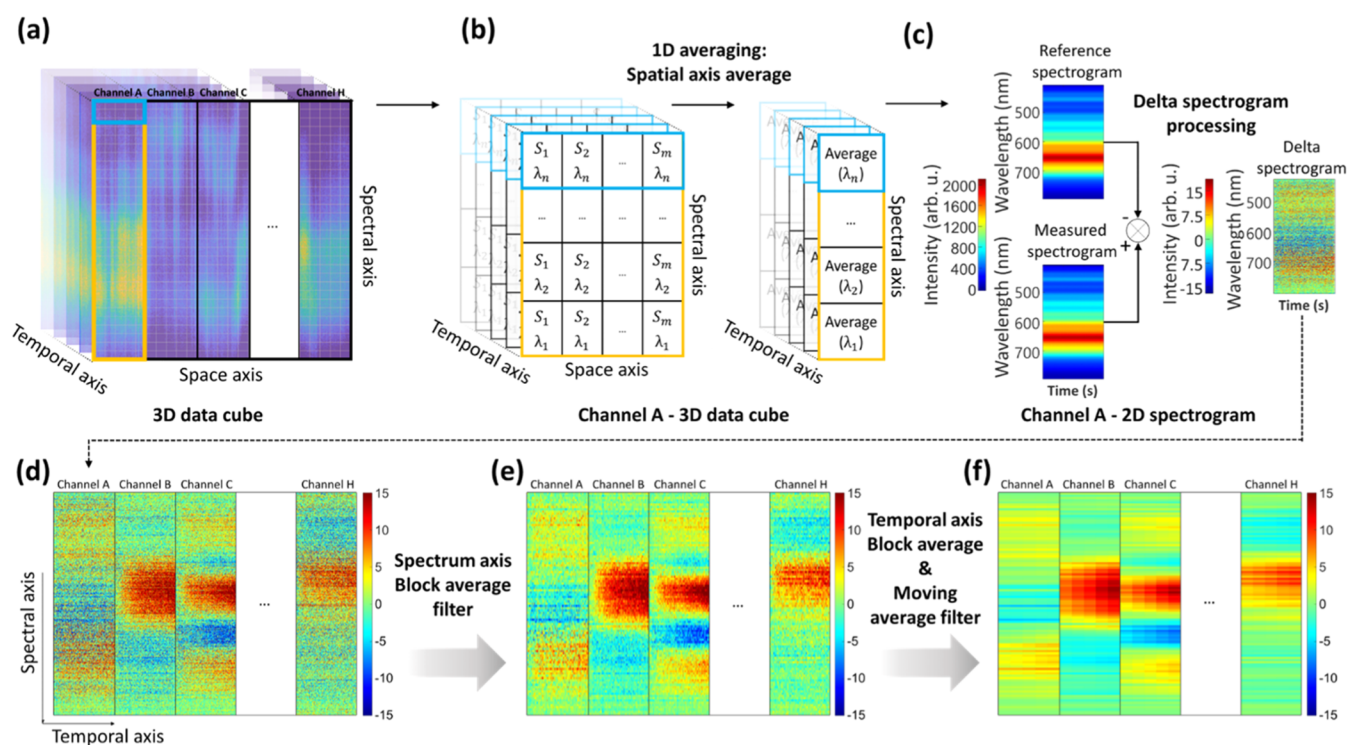 (a)
Channel A Channel B Channel C Channel H
Spectral axis
...
Temporal axis
Space axis
3D data cube
(b)
1D averaging:
Spatial axis average
S1 S2 ... Sm
λn λn λn
... ... ... ...
S1 S2 ... Sm
λ2 λ2 λ2
S1 S2 ... Sm
λ1 λ1 λ1
Spectral axis
Temporal axis
Space axis
Average
(λn)
...
Average
(λ2)
Average
(λ1)
Spectral axis
Temporal axis
Channel A - 3D data cube
(c)
Reference
spectrogram
Wavelength (nm)
500
600
700
Delta spectrogram
processing
Intensity (arb. u.)
2000
1600
1200
800
400
0
-
+
Measured
spectrogram
Wavelength (nm)
500
600
700
Time (s)
Intensity (arb. u.)
15
7.5
0
-7.5
-15
Delta
spectrogram
Wavelength (nm)
500
600
700
Time (s)
Channel A - 2D spectrogram
(d)
Channel A Channel B Channel C Channel H
...
15
10
5
0
-5
-10
-15
Spectral axis
Temporal axis
Spectrum axis
Block average
filter
(e)
Channel A Channel B Channel C Channel H
...
15
10
5
0
-5
-10
-15
Temporal axis
Block average
&
Moving
average filter
(f)
Channel A Channel B Channel C Channel H
...
15
10
5
0
-5
-10
-15